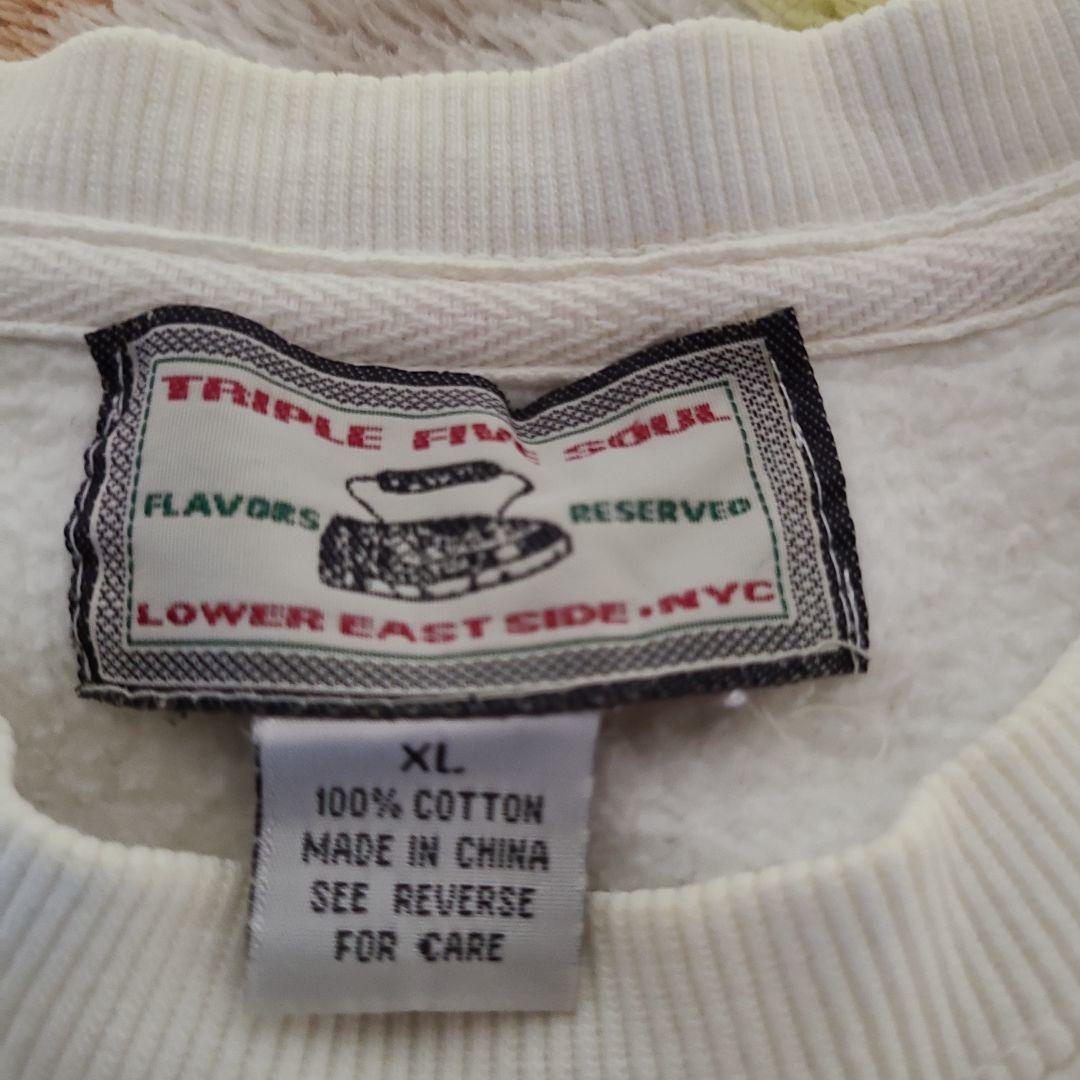 TRIPLE FIVE SOUL
FLAVORS RESERVED
LOWER EAST SIDE • NYC
XL
100% COTTON
MADE IN CHINA
SEE REVERSE
FOR CARE